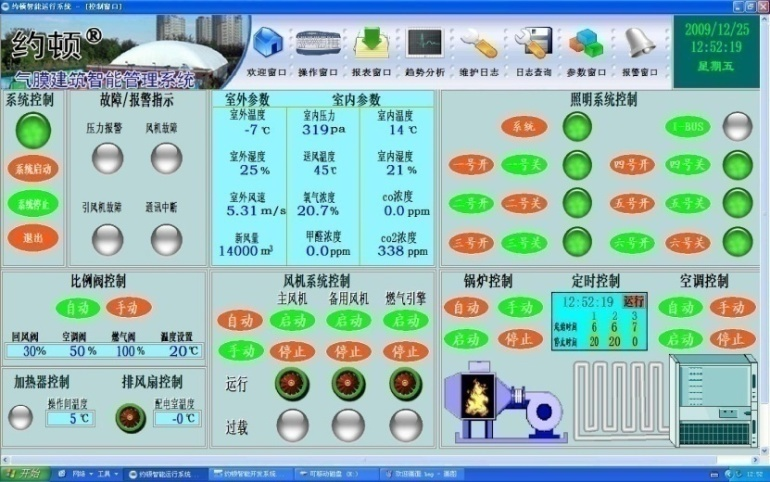 约顿智能运行系统 - [控制窗口]
约顿®
气膜建筑智能管理系统
欢迎窗口 操作窗口 报表窗口 趋势分析 维护日志 日志查询 参数窗口 报警窗口
2009/12/25
12:52:19
星期五
系统控制
系统启动
系统停止
退出
故障/报警指示
压力报警 风机故障
引风机故障 通讯中断
室外参数 室内参数
室外温度 室内压力 室内温度
-7℃ 319pa 14℃
室外湿度 送风温度 室内湿度
25% 45℃ 21%
室外风速 氧气浓度 co浓度
5.31 m/s 20.7% 0.0 ppm
新风量 甲醛浓度 co2浓度
14000m³ 0.0ppm 338 ppm
照明系统控制
系统 I-BUS
一号开 一号关 四号开 四号关
二号开 二号关 五号开 五号关
三号开 三号关 六号开 六号关
比例阀控制
自动 手动
回风阀 空调阀 燃气阀 温度设置
30% 50% 100% 20℃
加热器控制 排风扇控制
操作间温度 配电室温度
5℃ -0℃
风机系统控制
主风机 备用风机 燃气引擎
自动 启动 启动 启动
手动 停止 停止 停止
运行
过载
锅炉控制
自动 手动
启动 停止
定时控制
12:52:19 运行
1 2 3
启始时间 6 6 7
停止时间 20 20 0
空调控制
自动 手动
启动 停止
开始 网络 工具 约顿智能运行系统... 约顿智能开发系统... 可移动磁盘 (H:) 欢迎画面.bmp - 画图 12:52